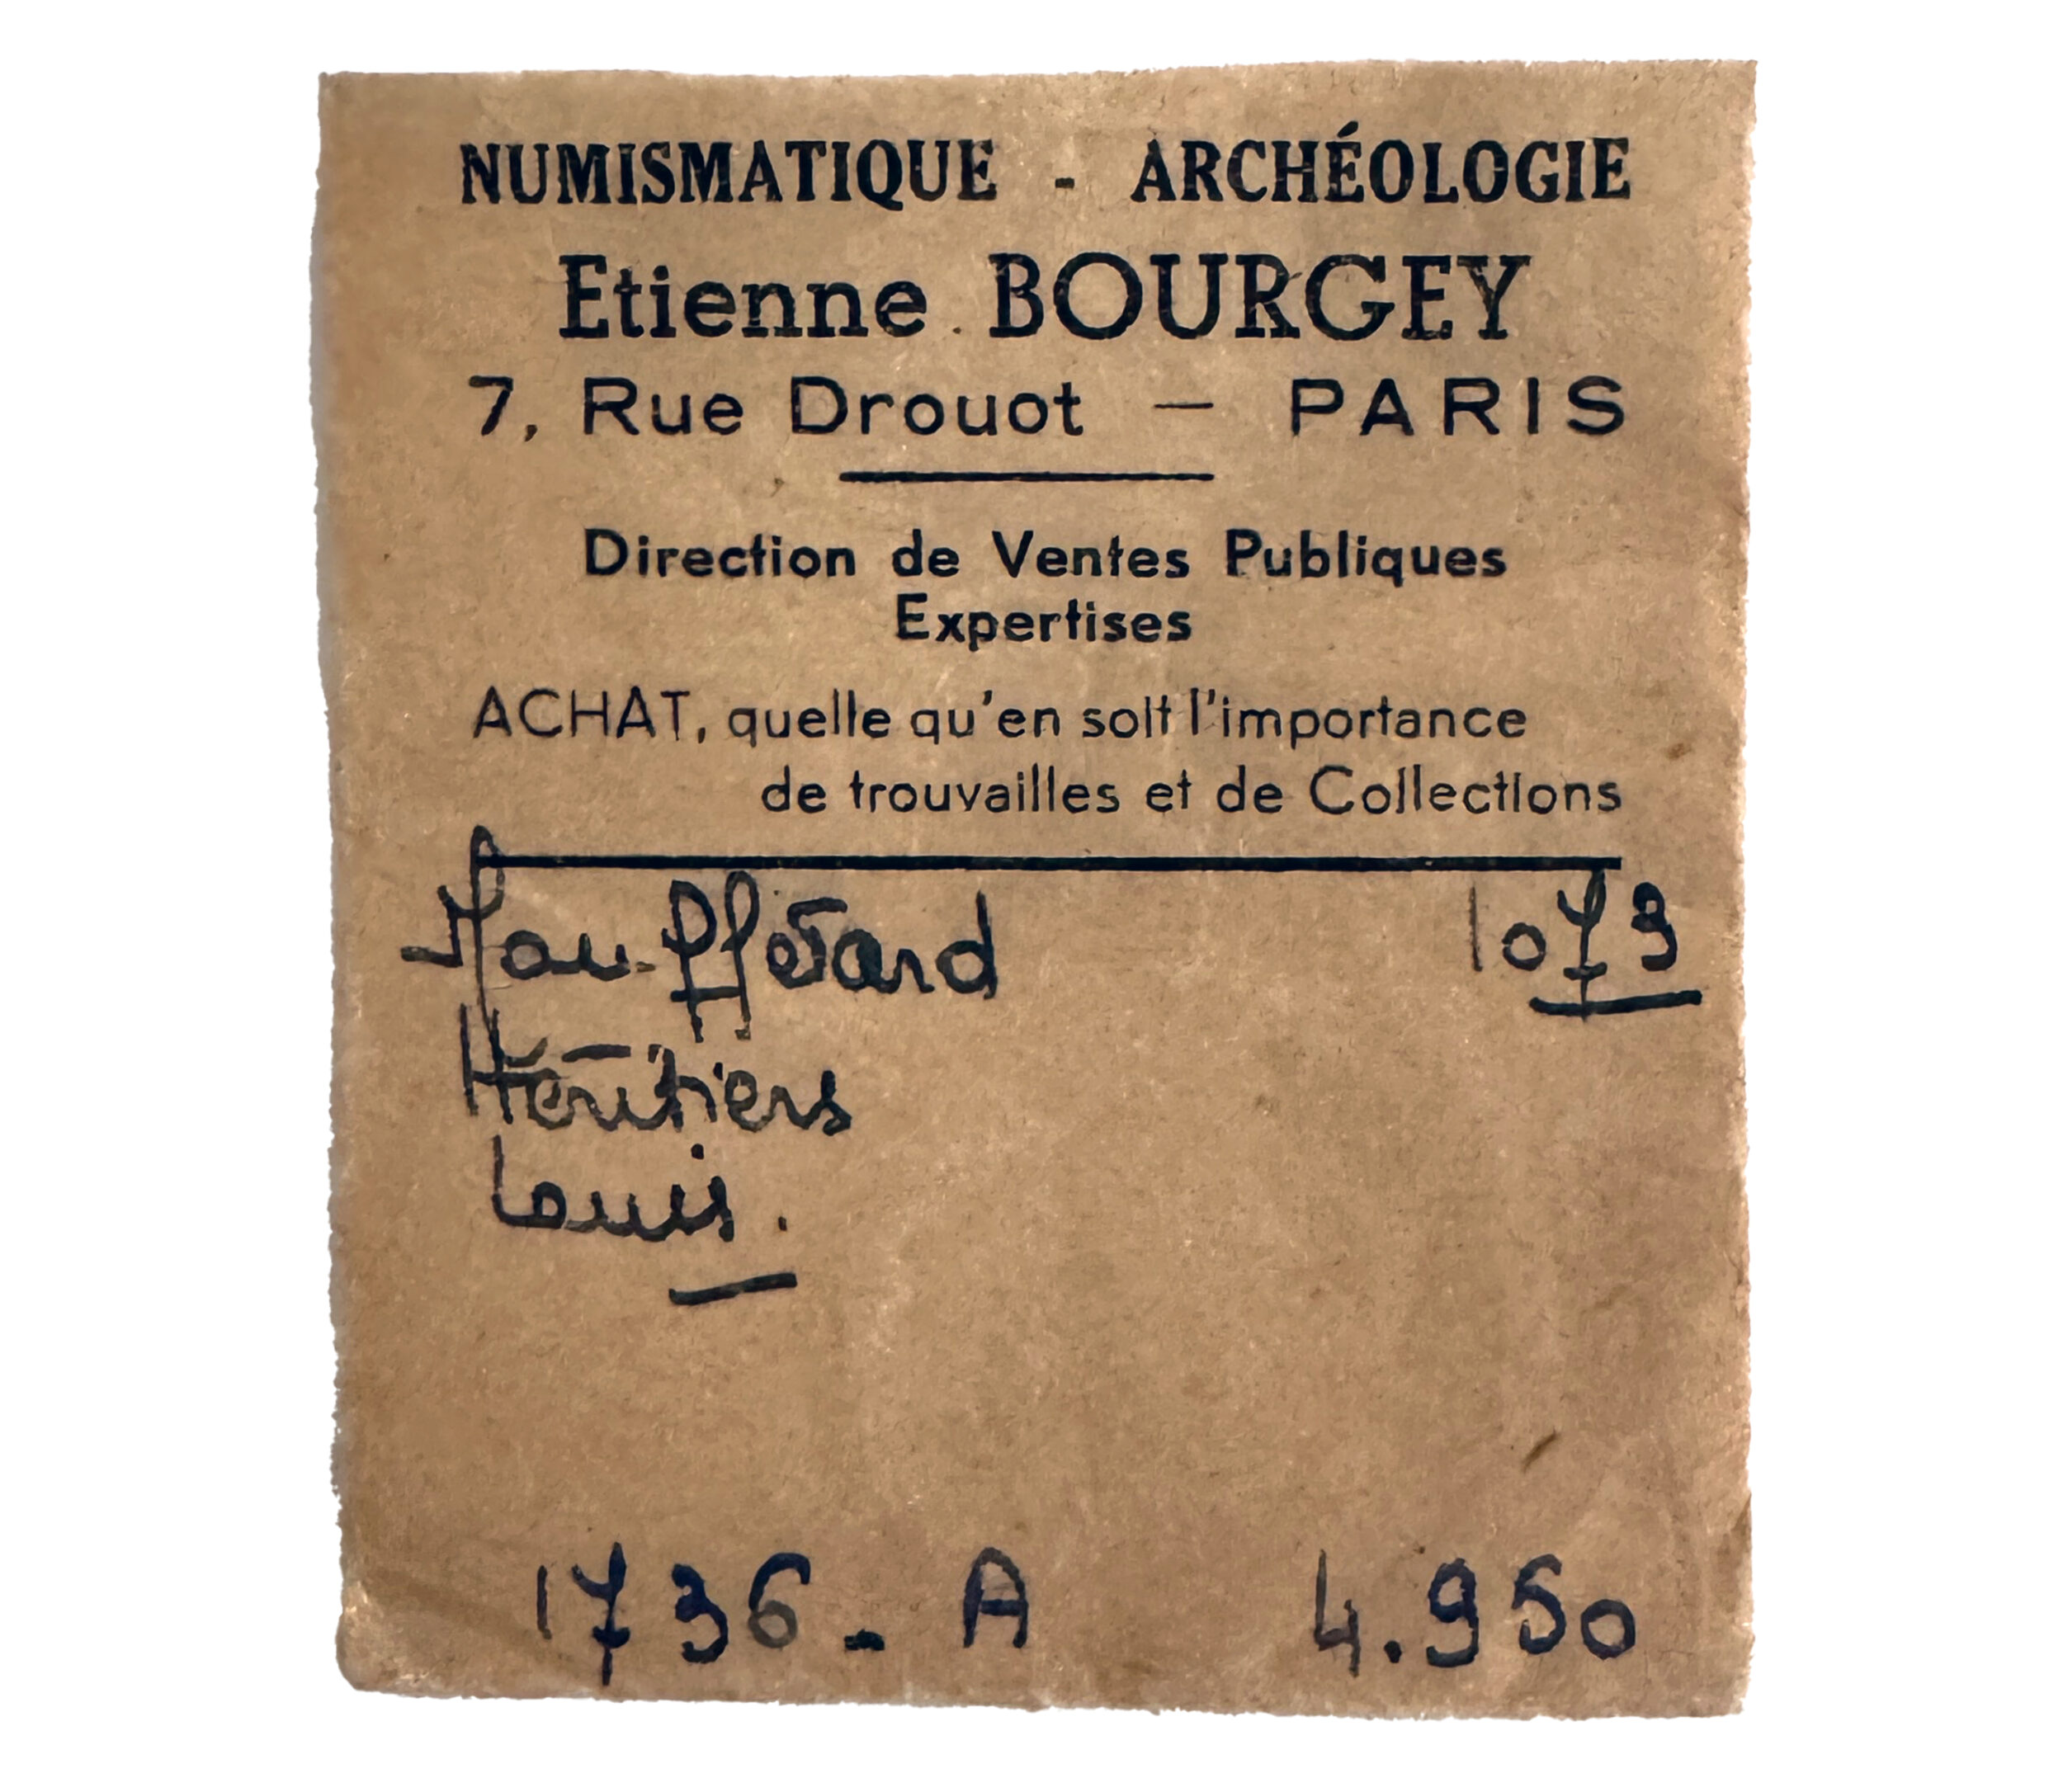 NUMISMATIQUE - ARCHÉOLOGIE
Etienne BOURGEY
7, Rue Drouot — PARIS
Direction de Ventes Publiques
Expertises
ACHAT, quelle qu'en soit l'importance
de trouvailles et de Collections
1073
Héritiers
Louis.
1736 - A 4.950